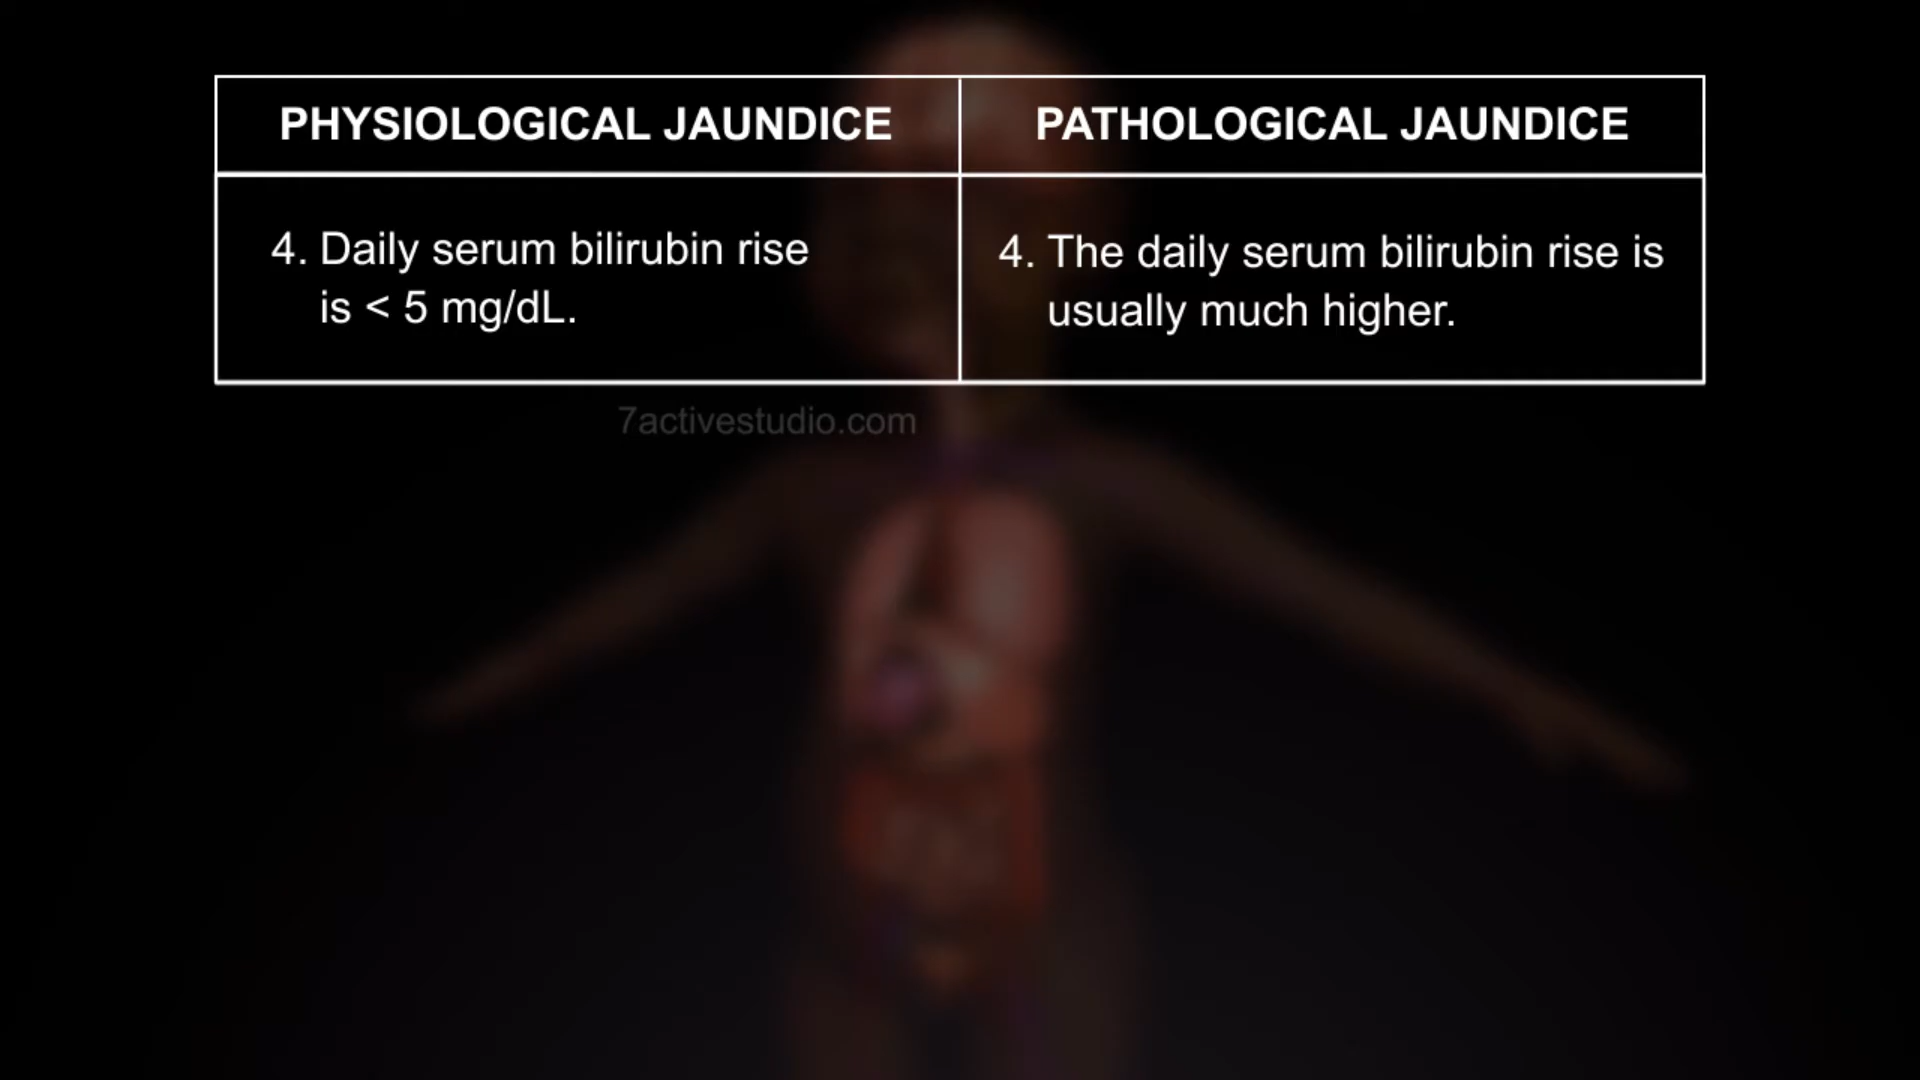 PHYSIOLOGICAL JAUNDICE
PATHOLOGICAL JAUNDICE
4. Daily serum bilirubin rise
is < 5 mg/dL.
4. The daily serum bilirubin rise is
usually much higher.
7activestudio.com